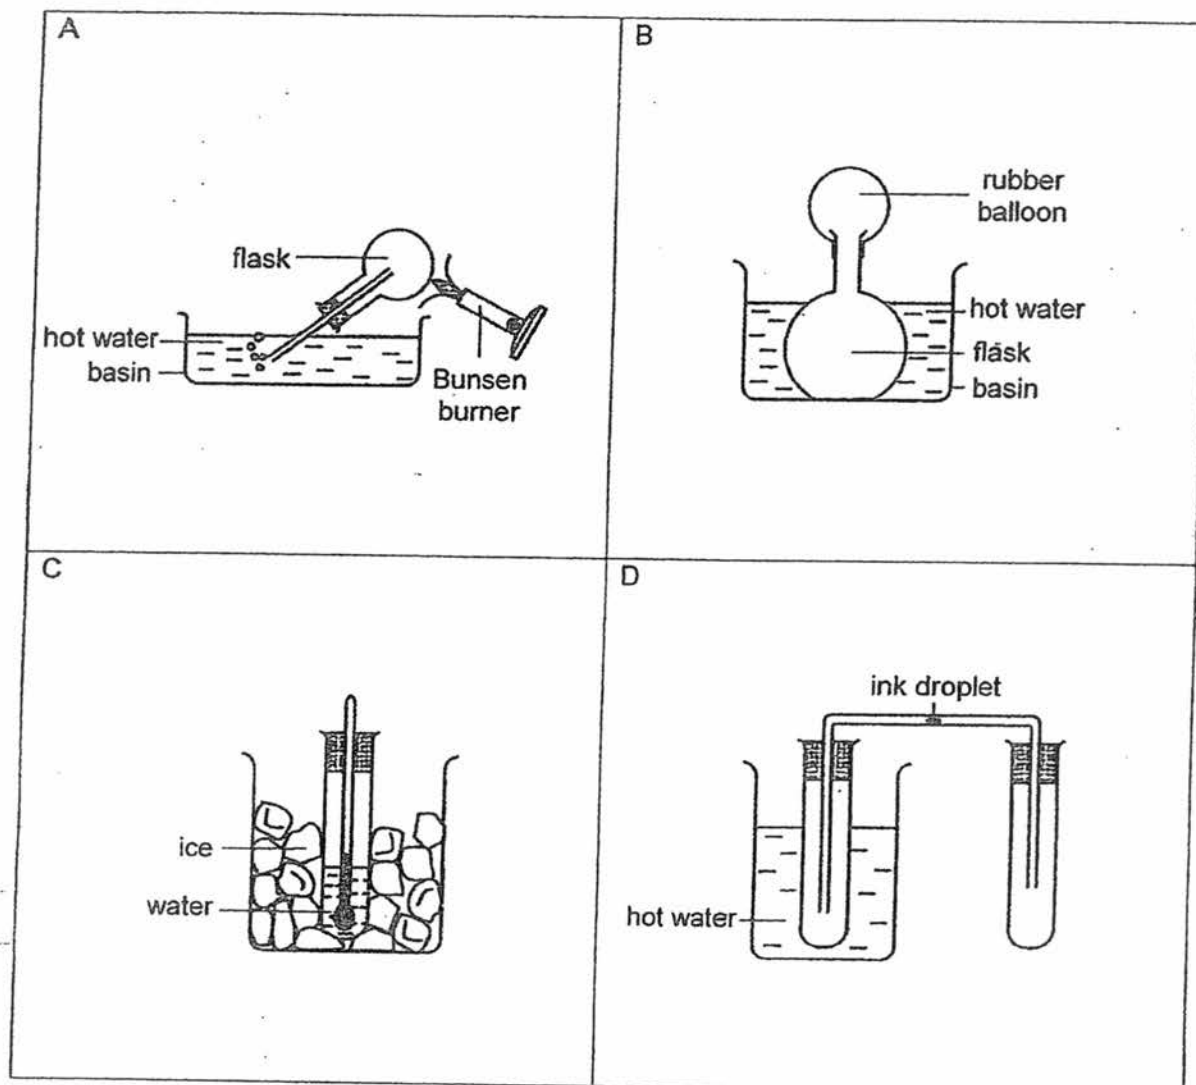 A
flask
hot water
basin
Bunsen
burner
B
rubber
balloon
hot water
flask
basin
C
ice
water
D
ink droplet
hot water